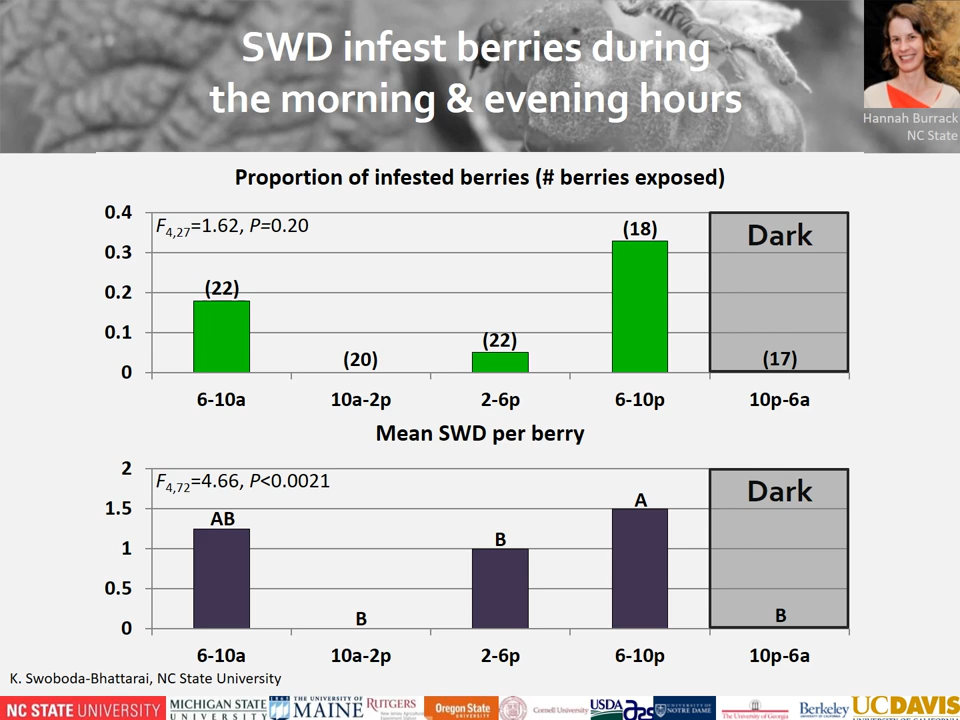 SWD infest berries during
the morning & evening hours
Hannah Burrack
NC State
Proportion of infested berries (# berries exposed)
F4,27=1.62, P=0.20
0.4
0.3
0.2
0.1
0
(22)
(20)
(22)
(18)
Dark
(17)
6-10a
10a-2p
2-6p
6-10p
10p-6a
Mean SWD per berry
F4,72=4.66, P<0.0021
2
1.5
1
0.5
0
AB
B
B
A
Dark
B
6-10a
10a-2p
2-6p
6-10p
10p-6a
K. Swoboda-Bhattarai, NC State University
NC STATE UNIVERSITY
MICHIGAN STATE
UNIVERSITY
THE UNIVERSITY OF
MAINE
RUTGERS
Oregon State
Cornell University
USDA
NOTRE DAME
The University of Georgia
Berkeley
UCDAVIS